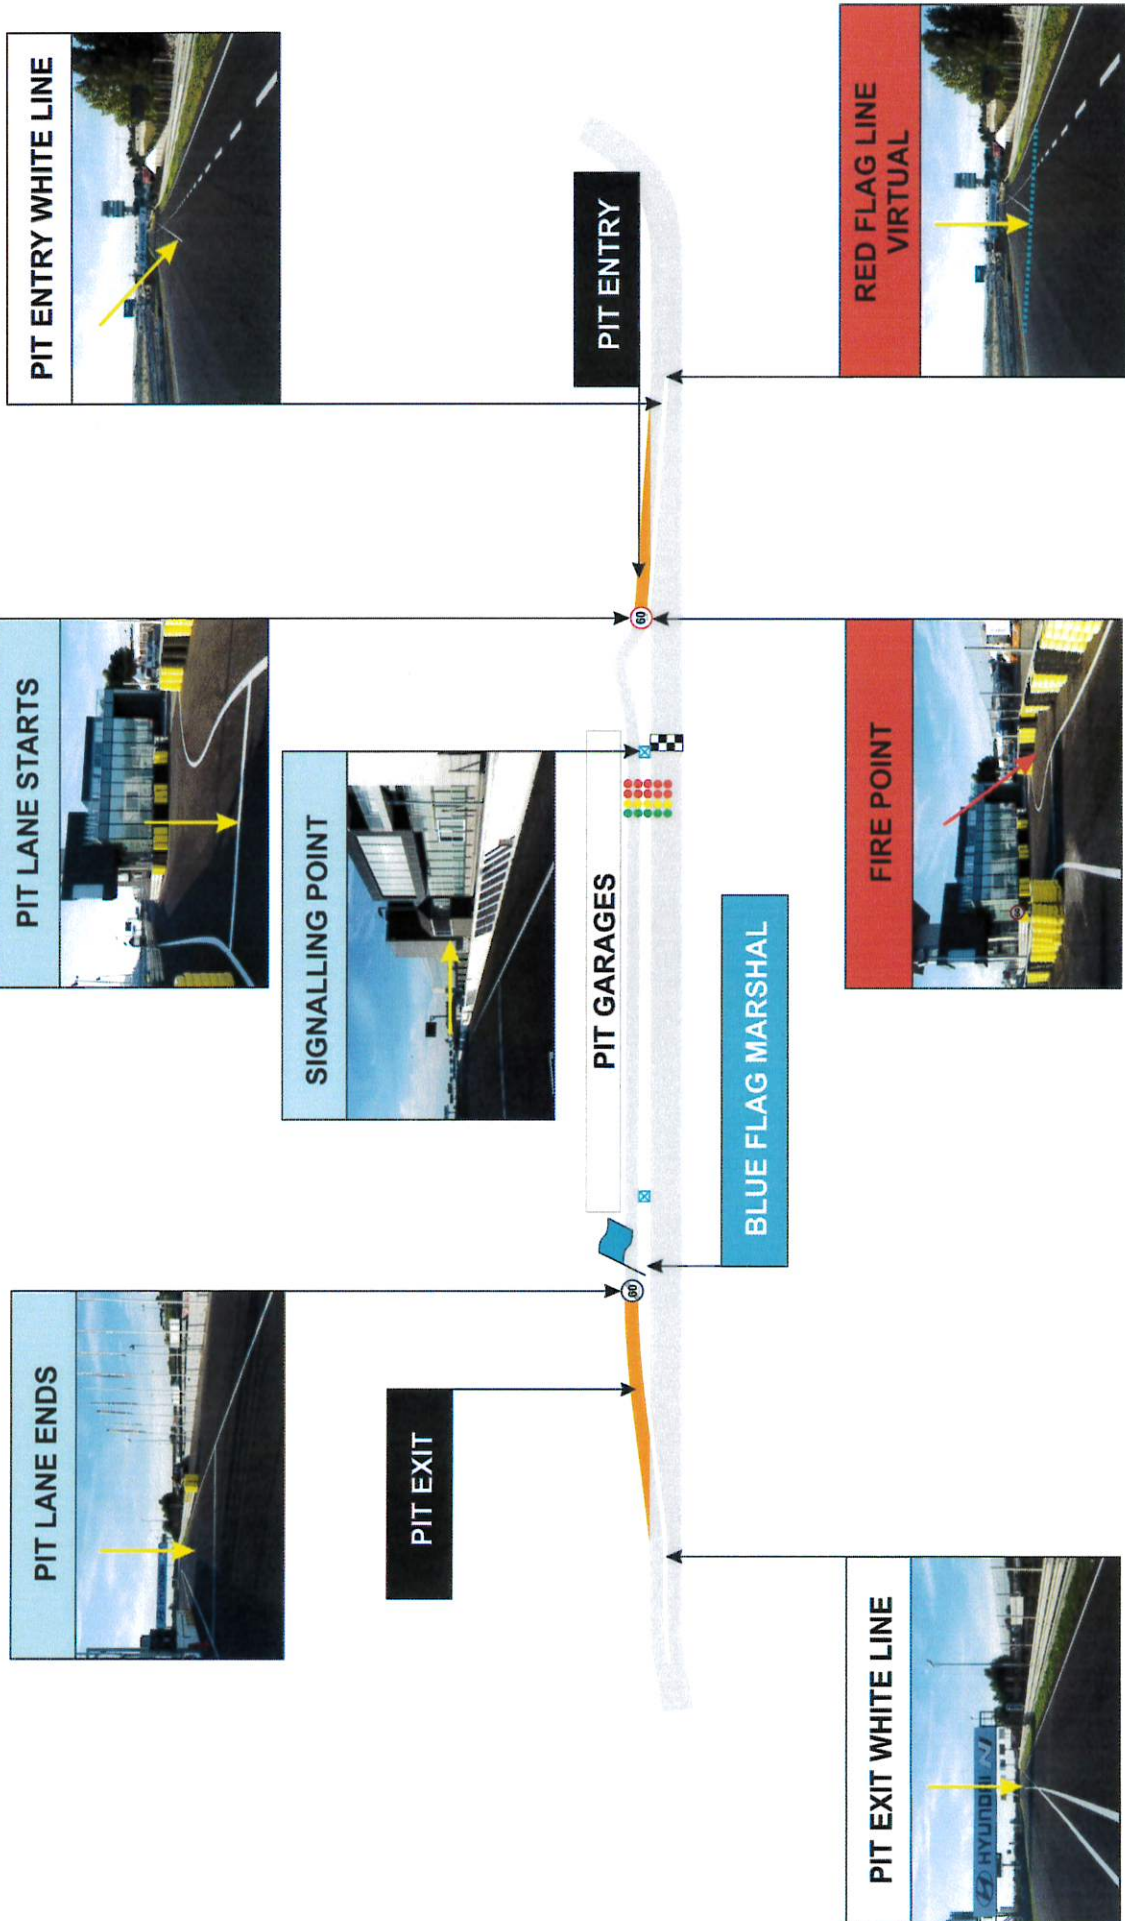 PIT ENTRY WHITE LINE
PIT LANE STARTS
PIT LANE ENDS
SIGNALLING POINT
PIT EXIT
PIT ENTRY
60
PIT GARAGES
60
BLUE FLAG MARSHAL
RED FLAG LINE
VIRTUAL
FIRE POINT
PIT EXIT WHITE LINE
HYUNDAI N